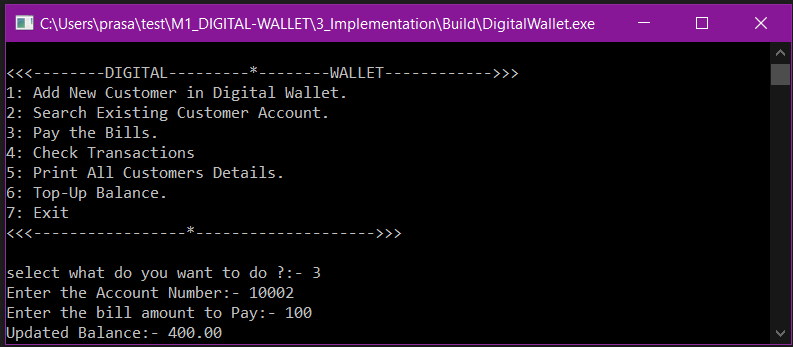 C:\Users\prasa\test\M1_DIGITAL-WALLET\3_Implementation\Build\DigitalWallet.exe
<<<--------DIGITAL---------*--------WALLET------------>>>
1: Add New Customer in Digital Wallet.
2: Search Existing Customer Account.
3: Pay the Bills.
4: Check Transactions
5: Print All Customers Details.
6: Top-Up Balance.
7: Exit
<<<-----------------*-------------------->>>
select what do you want to do ?:- 3
Enter the Account Number:- 10002
Enter the bill amount to Pay:- 100
Updated Balance:- 400.00